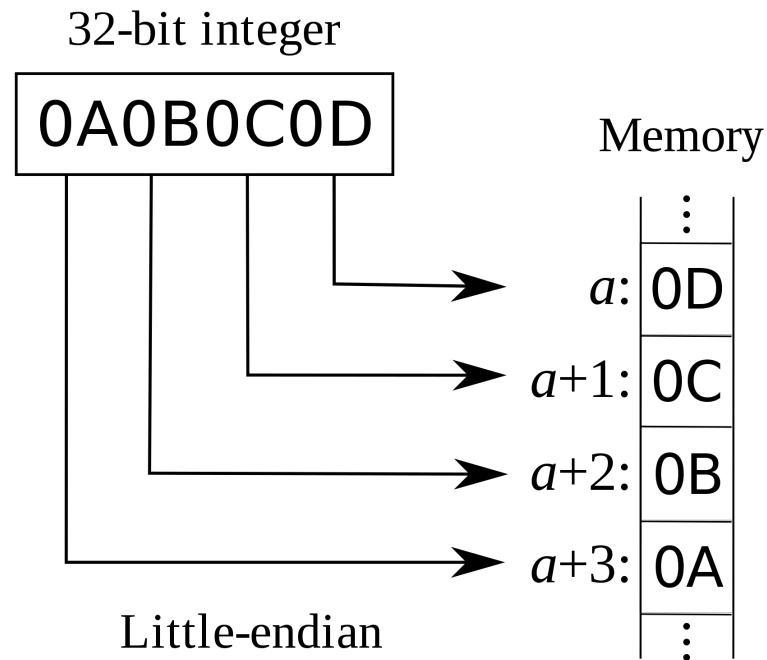 32-bit integer
0A0B0C0D
Memory
a: 0D
a+1: 0C
a+2: 0B
a+3: 0A
Little-endian